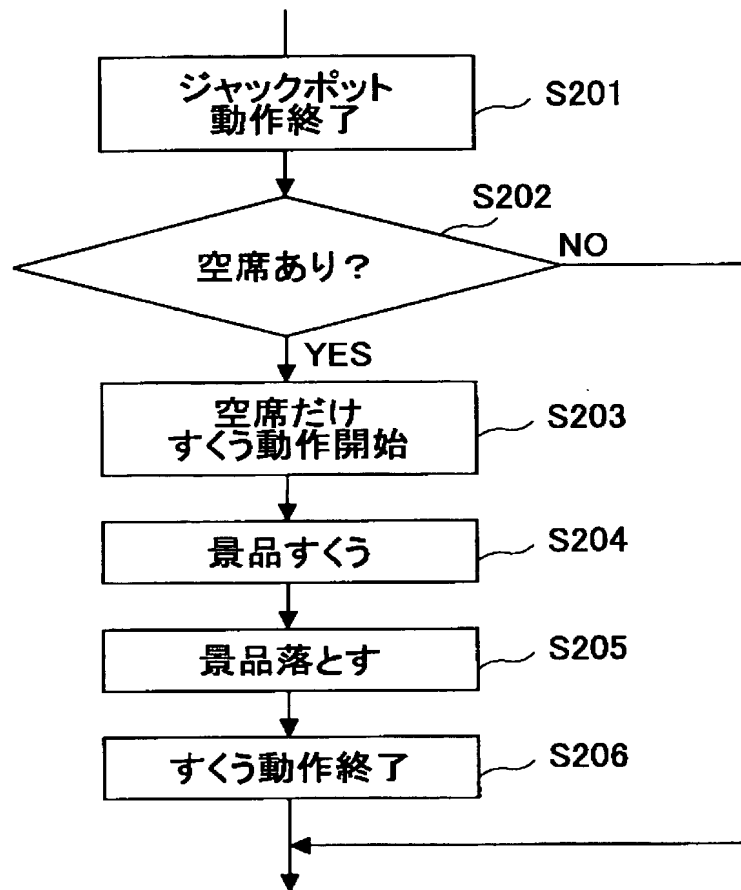 ジャックポット
動作終了
S201
S202
空席あり?
NO
YES
空席だけ
すくう動作開始
S203
景品すくう
S204
景品落とす
S205
すくう動作終了
S206